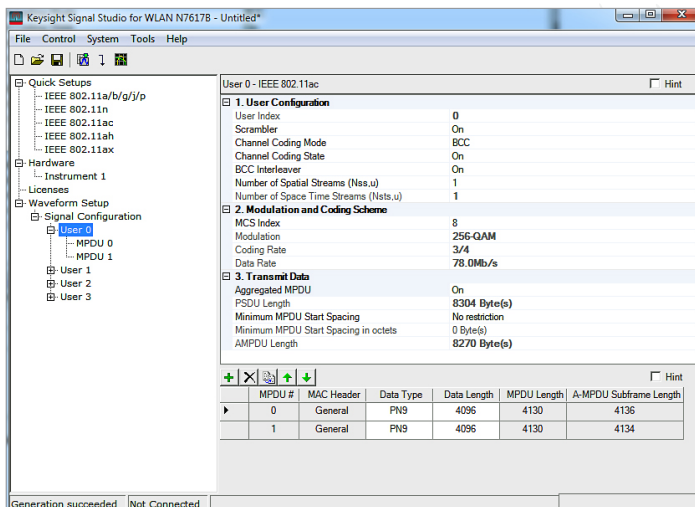 Keysight Signal Studio for WLAN N7617B - Untitled*
File Control System Tools Help
Quick Setups
IEEE 802.11a/b/g/j/p
IEEE 802.11n
IEEE 802.11ac
IEEE 802.11ah
IEEE 802.11ax
Hardware
Instrument 1
Licenses
Waveform Setup
Signal Configuration
User 0
MPDU 0
MPDU 1
User 1
User 2
User 3
User 0 - IEEE 802.11ac Hint
1. User Configuration
User Index 0
Scrambler On
Channel Coding Mode BCC
Channel Coding State On
BCC Interleaver On
Number of Spatial Streams (Nss,u) 1
Number of Space Time Streams (Nsts,u) 1
2. Modulation and Coding Scheme
MCS Index 8
Modulation 256-QAM
Coding Rate 3/4
Data Rate 78.0Mb/s
3. Transmit Data
Aggregated MPDU On
PSDU Length 8304 Byte(s)
Minimum MPDU Start Spacing No restriction
Minimum MPDU Start Spacing in octets 0 Byte(s)
AMPDU Length 8270 Byte(s)
Hint
MPDU # MAC Header Data Type Data Length MPDU Length A-MPDU Subframe Length
0 General PN9 4096 4130 4136
1 General PN9 4096 4130 4134
Generation succeeded Not Connected